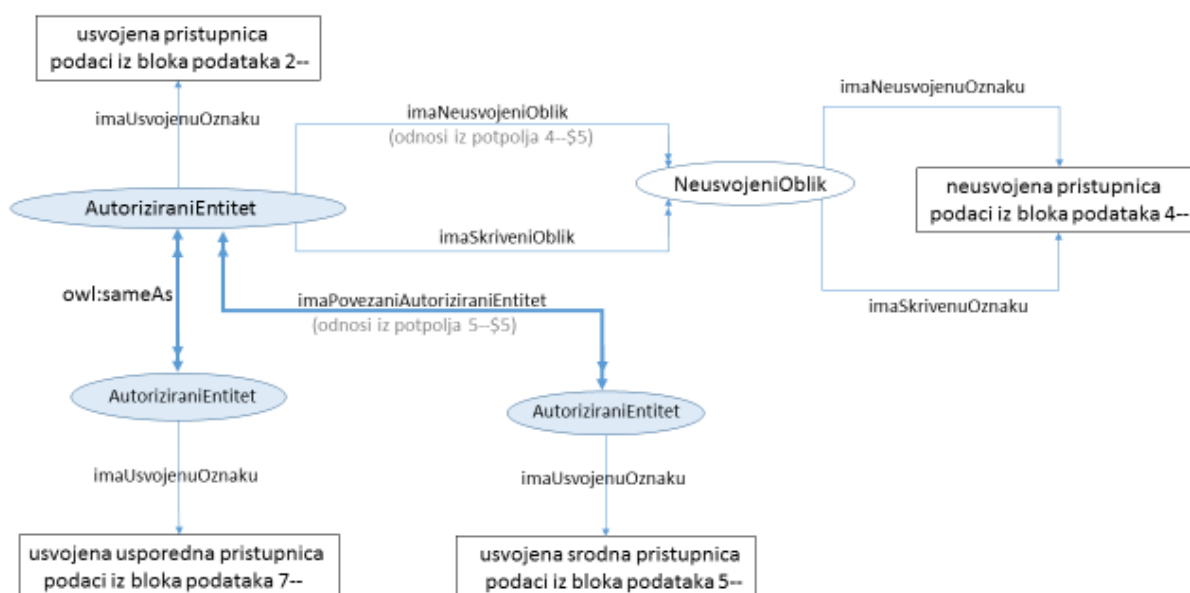 usvojena pristupnica
podaci iz bloka podataka 2--
imaUsvojenuOznaku
imaNeusvojeniOblik
(odnosi iz potpolja 4--$5)
imaNeusvojenuOznaku
AutoriziraniEntitet
NeusvojeniOblik
neusvojena pristupnica
podaci iz bloka podataka 4--
imaSkriveniOblik
owl:sameAs
imaPovezaniAutoriziraniEntitet
(odnosi iz potpolja 5--$5)
imaSkrivenuOznaku
AutoriziraniEntitet
AutoriziraniEntitet
imaUsvojenuOznaku
imaUsvojenuOznaku
usvojena usporedna pristupnica
podaci iz bloka podataka 7--
usvojena srodna pristupnica
podaci iz bloka podataka 5--